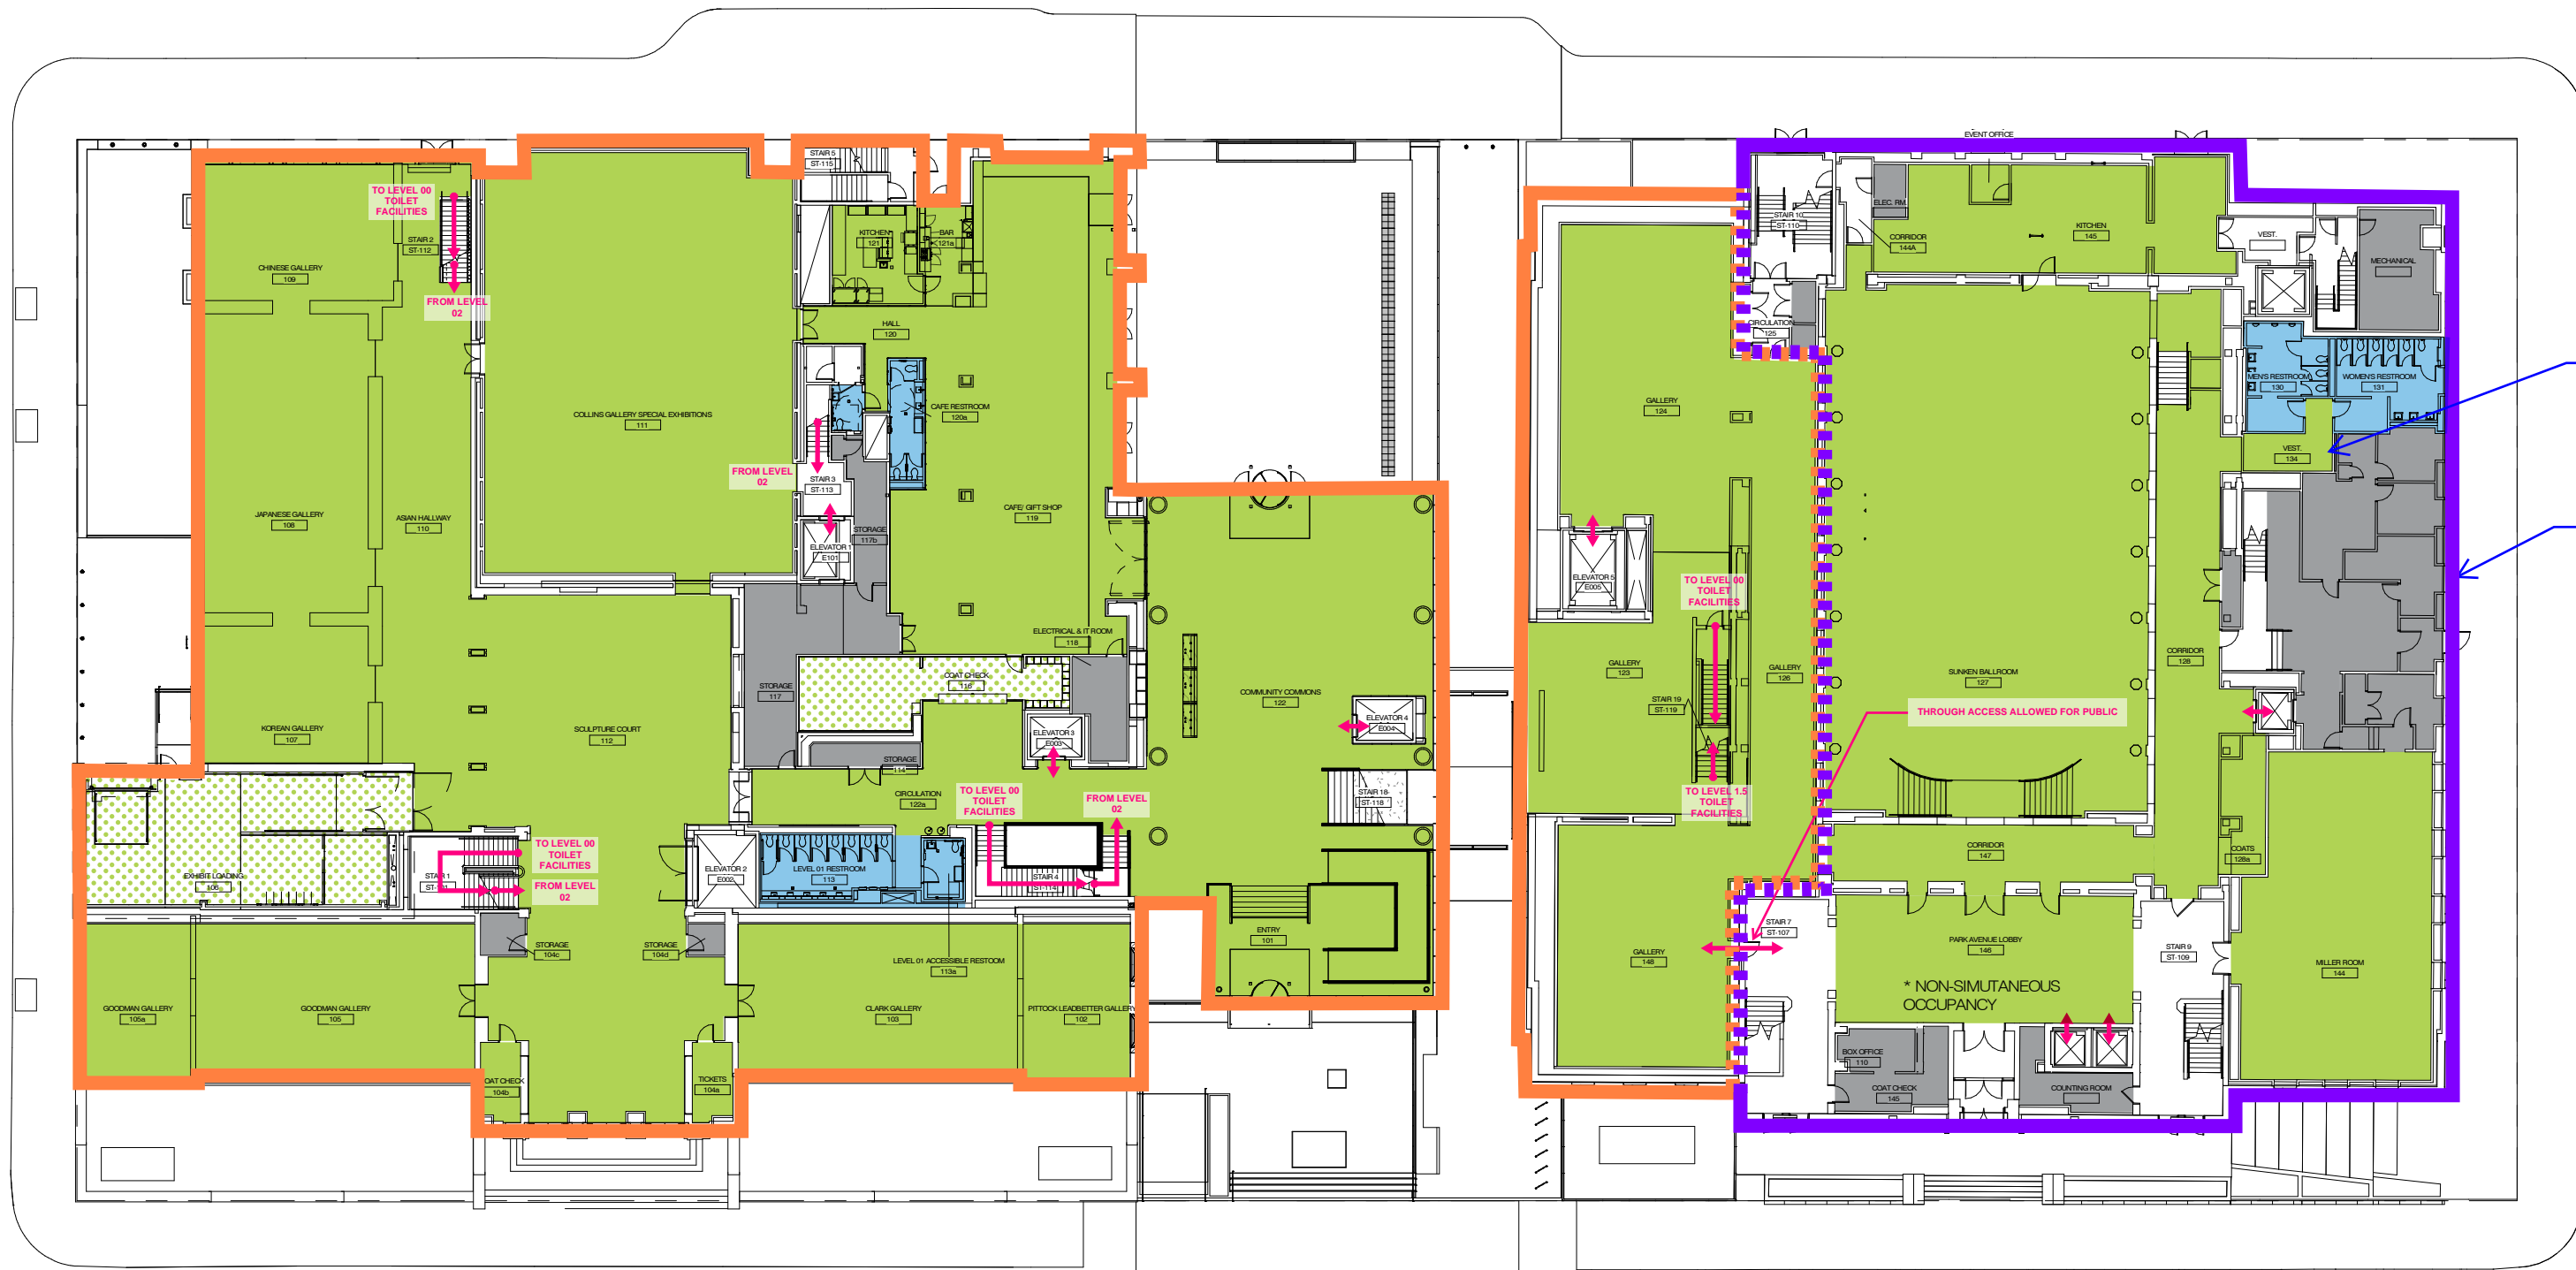 EVENT OFFICE
STAIR 5
ST-115
TO LEVEL 00
TOILET
FACILITIES
STAIR 2
ST-112
CHINESE GALLERY
109
FROM LEVEL
02
KITCHEN
121
BAR
121a
HALL
120
STAIR 10
ST-110
ELEC. RM.
CORRIDOR
144A
KITCHEN
145
VEST.
MECHANICAL
CIRCULATION
125
COLLINS GALLERY SPECIAL EXHIBITIONS
111
CAFE RESTROOM
120a
GALLERY
124
MEN'S RESTROOM
130
WOMEN'S RESTROOM
131
VEST.
134
FROM LEVEL
02
STAIR 3
ST-113
JAPANESE GALLERY
108
ASIAN HALLWAY
110
STORAGE
117b
ELEVATOR 1
E101
CAFE/ GIFT SHOP
119
ELEVATOR 5
E005
TO LEVEL 00
TOILET
FACILITIES
ELECTRICAL & IT ROOM
118
COAT CHECK
116
STORAGE
117
COMMUNITY COMMONS
122
GALLERY
123
GALLERY
126
STAIR 19
ST-119
SUNKEN BALLROOM
127
CORRIDOR
128
THROUGH ACCESS ALLOWED FOR PUBLIC
KOREAN GALLERY
107
SCULPTURE COURT
112
ELEVATOR 3
E003
ELEVATOR 4
E004
STORAGE
114
CIRCULATION
122a
TO LEVEL 00
TOILET
FACILITIES
FROM LEVEL
02
STAIR 18
ST-118
TO LEVEL 1.5
TOILET
FACILITIES
EXHIBIT LOADING
106
STAIR 1
TO LEVEL 00
TOILET
FACILITIES
FROM LEVEL
02
ELEVATOR 2
E002
LEVEL 01 RESTROOM
113
STAIR 4
ST-114
CORRIDOR
147
COATS
128a
STORAGE
104c
STORAGE
104d
LEVEL 01 ACCESSIBLE RESTOOM
113a
ENTRY
101
GALLERY
148
STAIR 7
ST-107
PARK AVENUE LOBBY
146
STAIR 9
ST-109
MILLER ROOM
144
* NON-SIMUTANEOUS
OCCUPANCY
GOODMAN GALLERY
105a
GOODMAN GALLERY
105
CLARK GALLERY
103
PITTOCK LEADBETTER GALLERY
102
COAT CHECK
104b
TICKETS
104a
BOX OFFICE
110
COAT CHECK
145
COUNTING ROOM